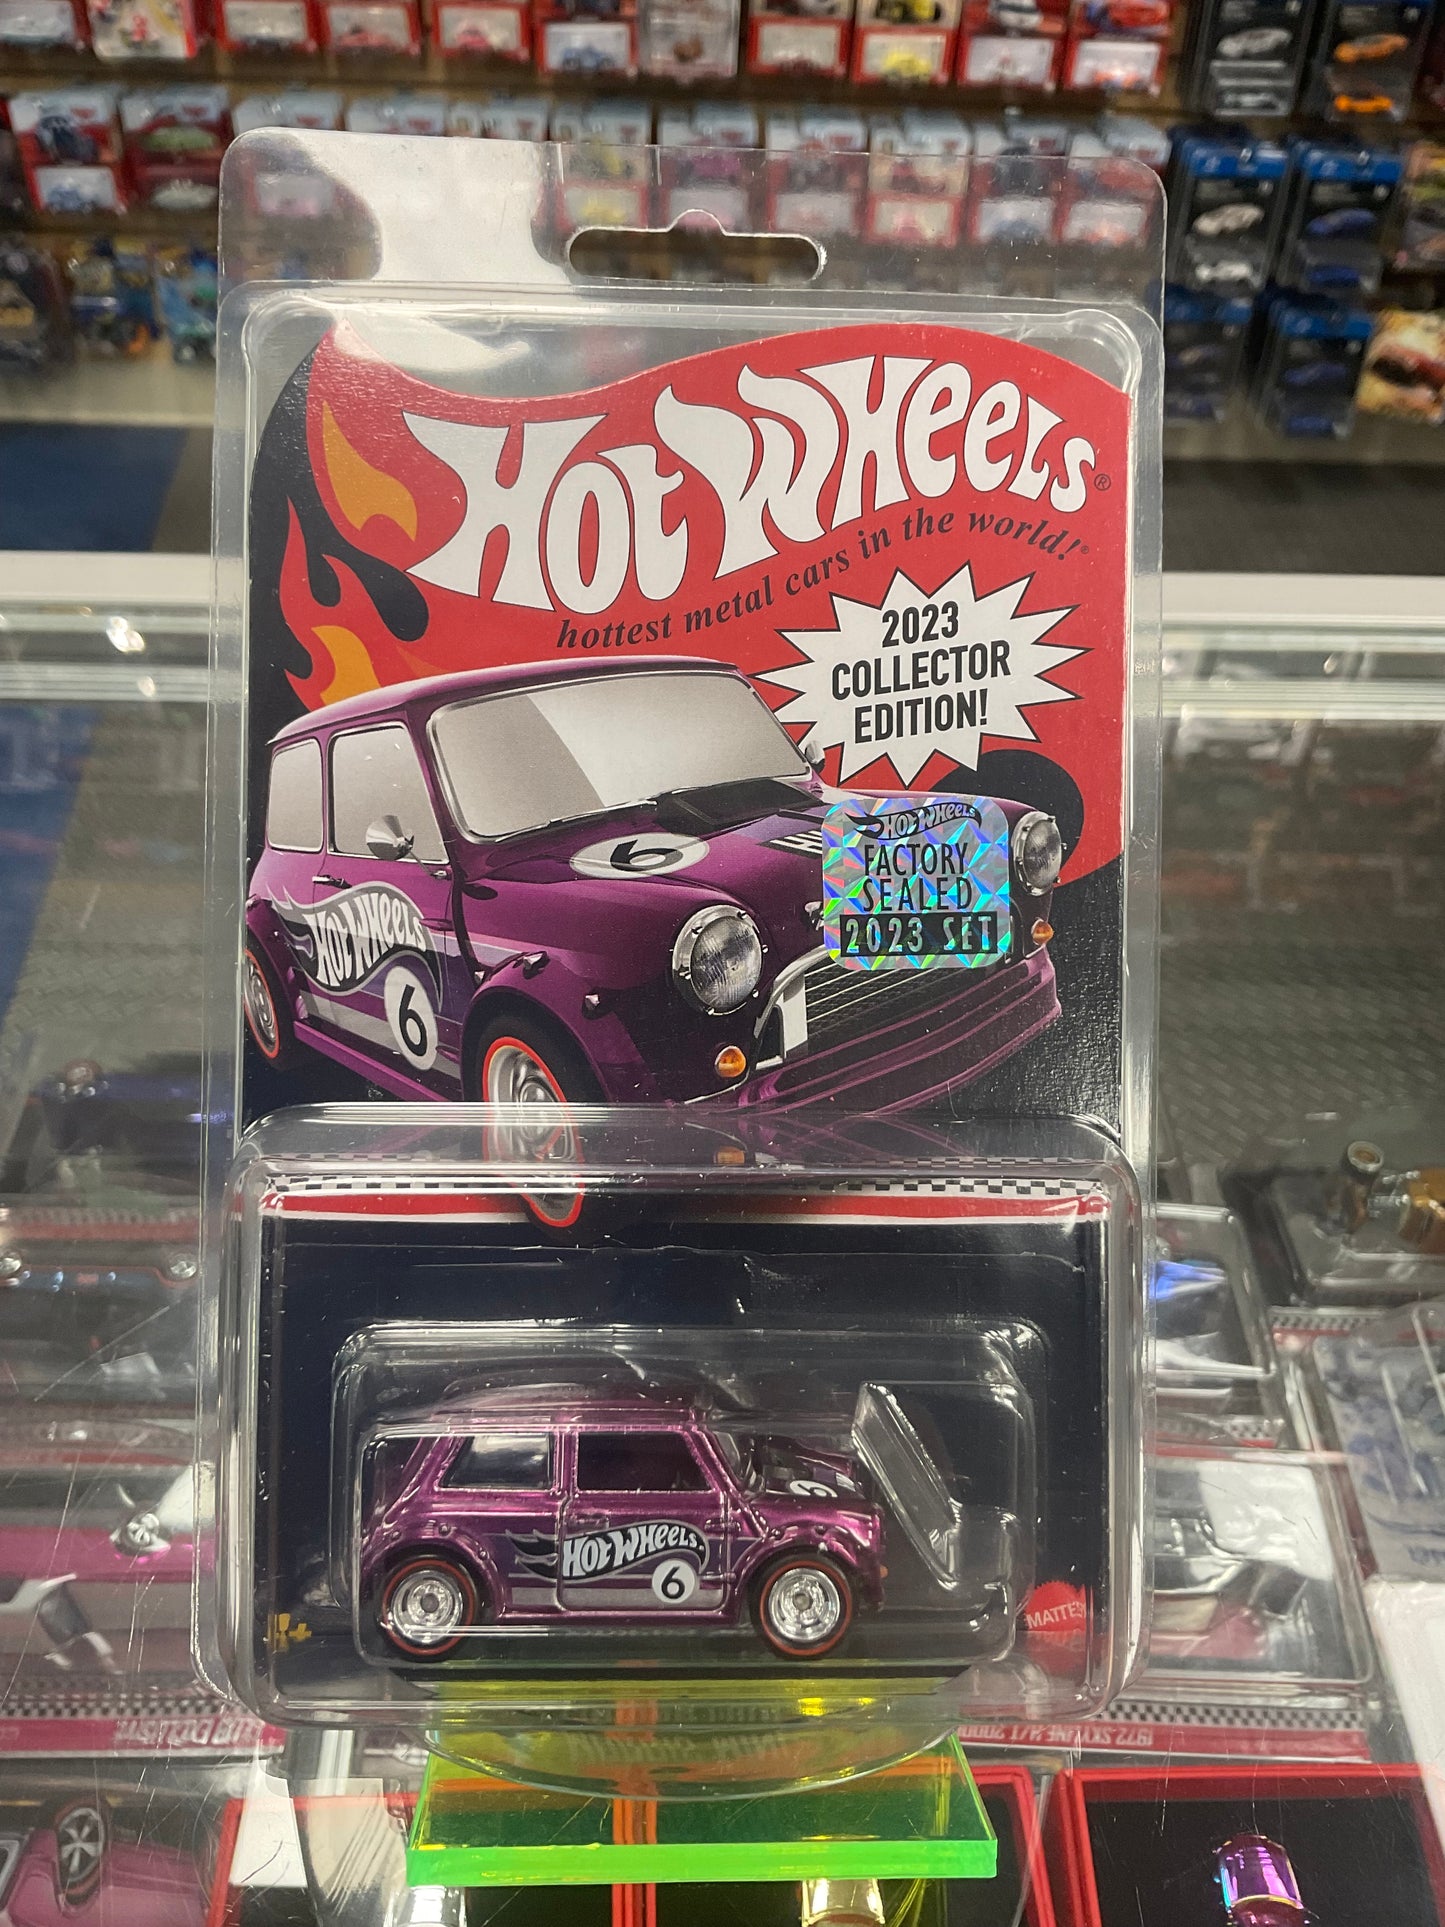 HOT WHEELS®
hottest metal cars in the world!®
2023
COLLECTOR
EDITION!
6
HOT WHEELS
FACTORY
SEALED
2023 SET
HOT WHEELS
6
6
HOT WHEELS
6
MATTEL